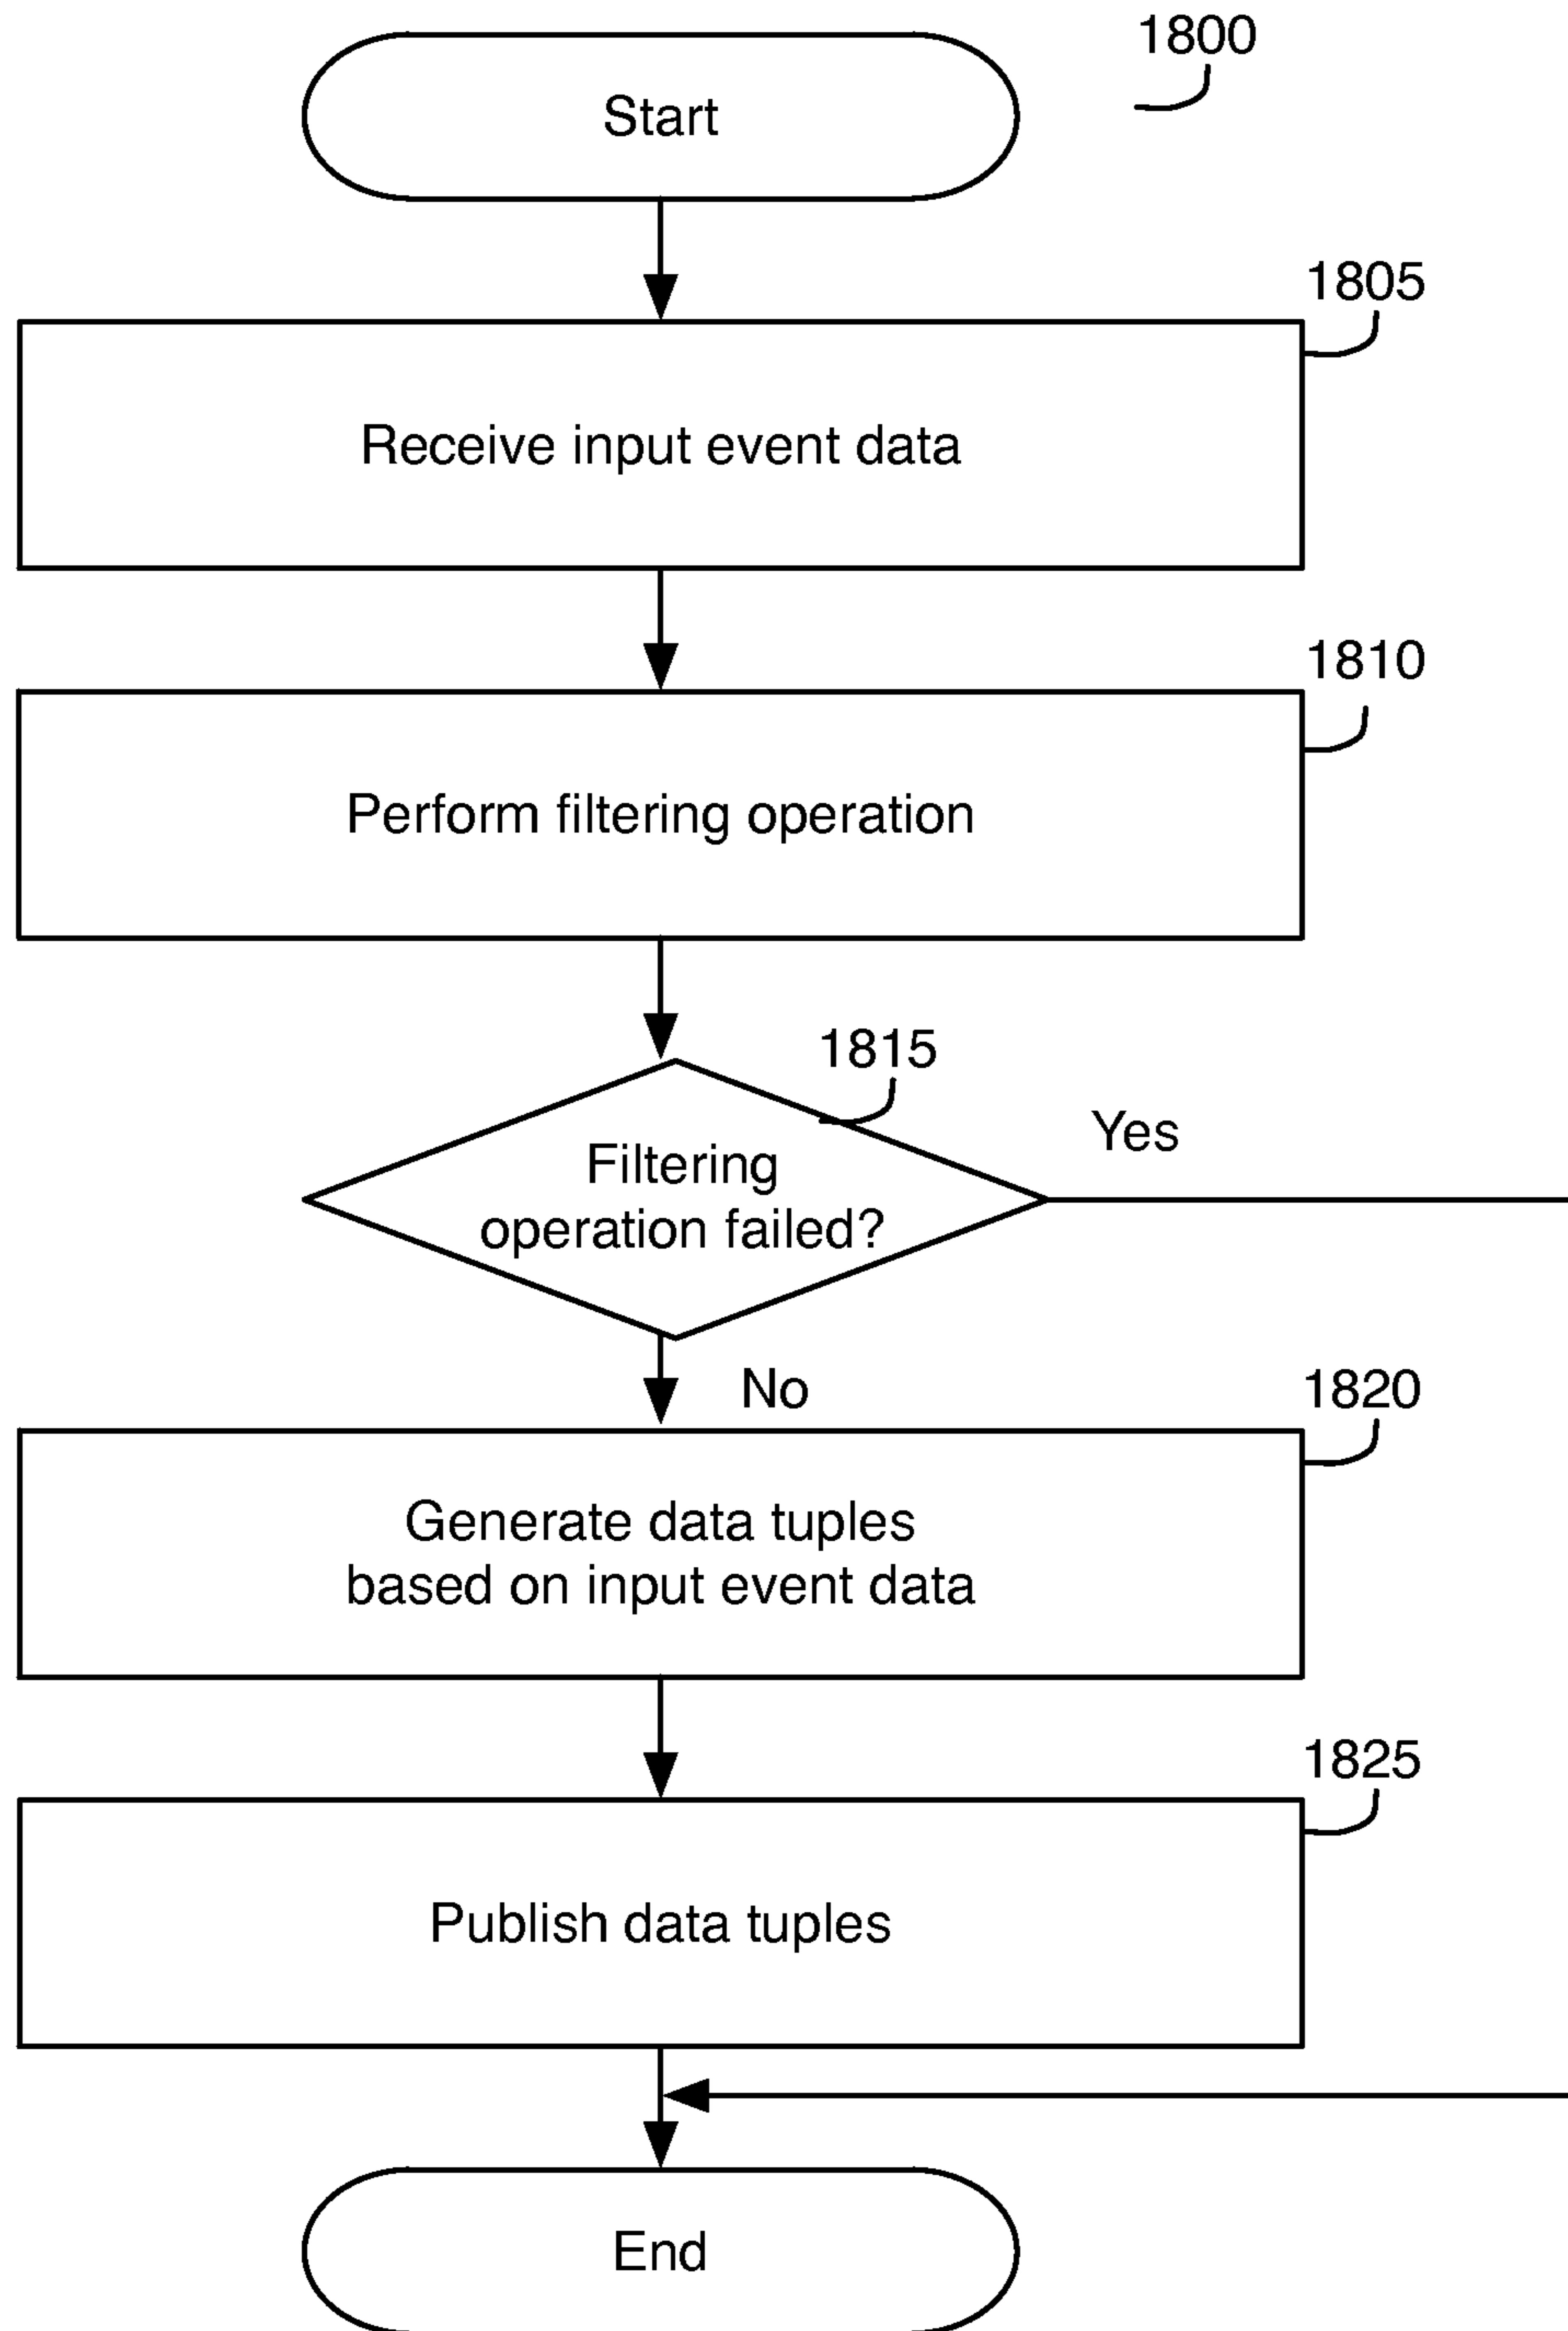 1800
Start
1805
Receive input event data
1810
Perform filtering operation
1815
Yes
Filtering
operation failed?
No
1820
Generate data tuples
based on input event data
1825
Publish data tuples
End